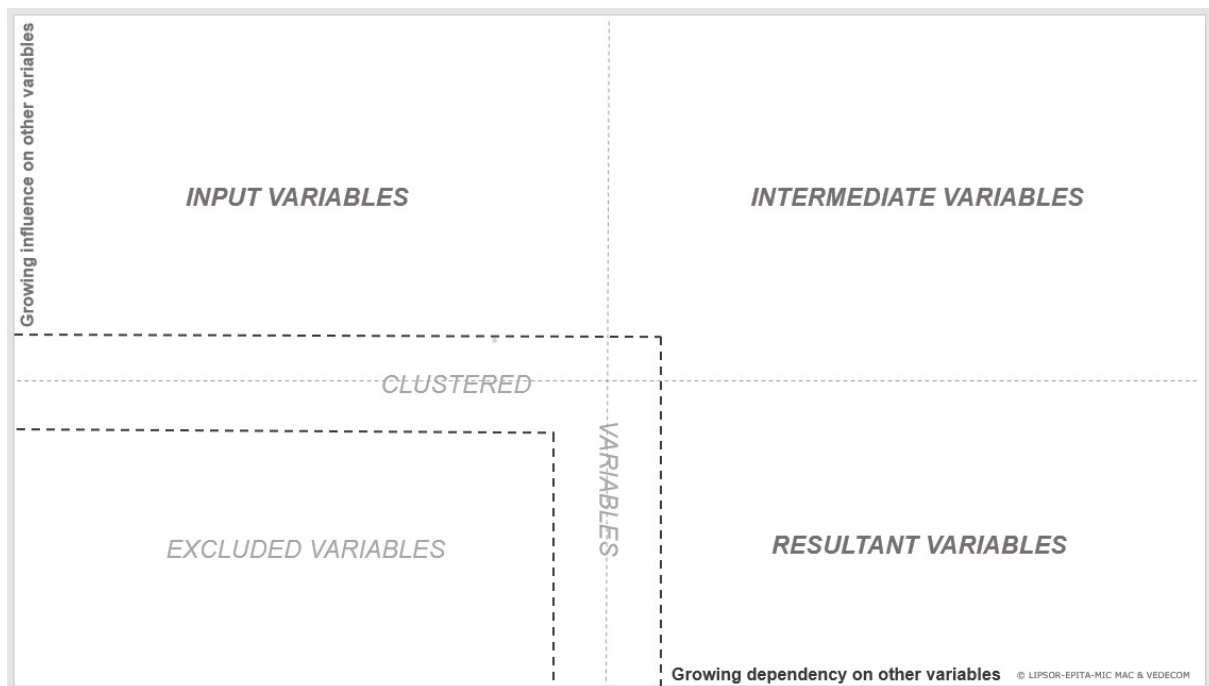 Growing influence on other variables
INPUT VARIABLES
INTERMEDIATE VARIABLES
CLUSTERED
VARIABLES
EXCLUDED VARIABLES
RESULTANT VARIABLES
Growing dependency on other variables
© LIPSOR-EPITA-MIC MAC & VEDECOM